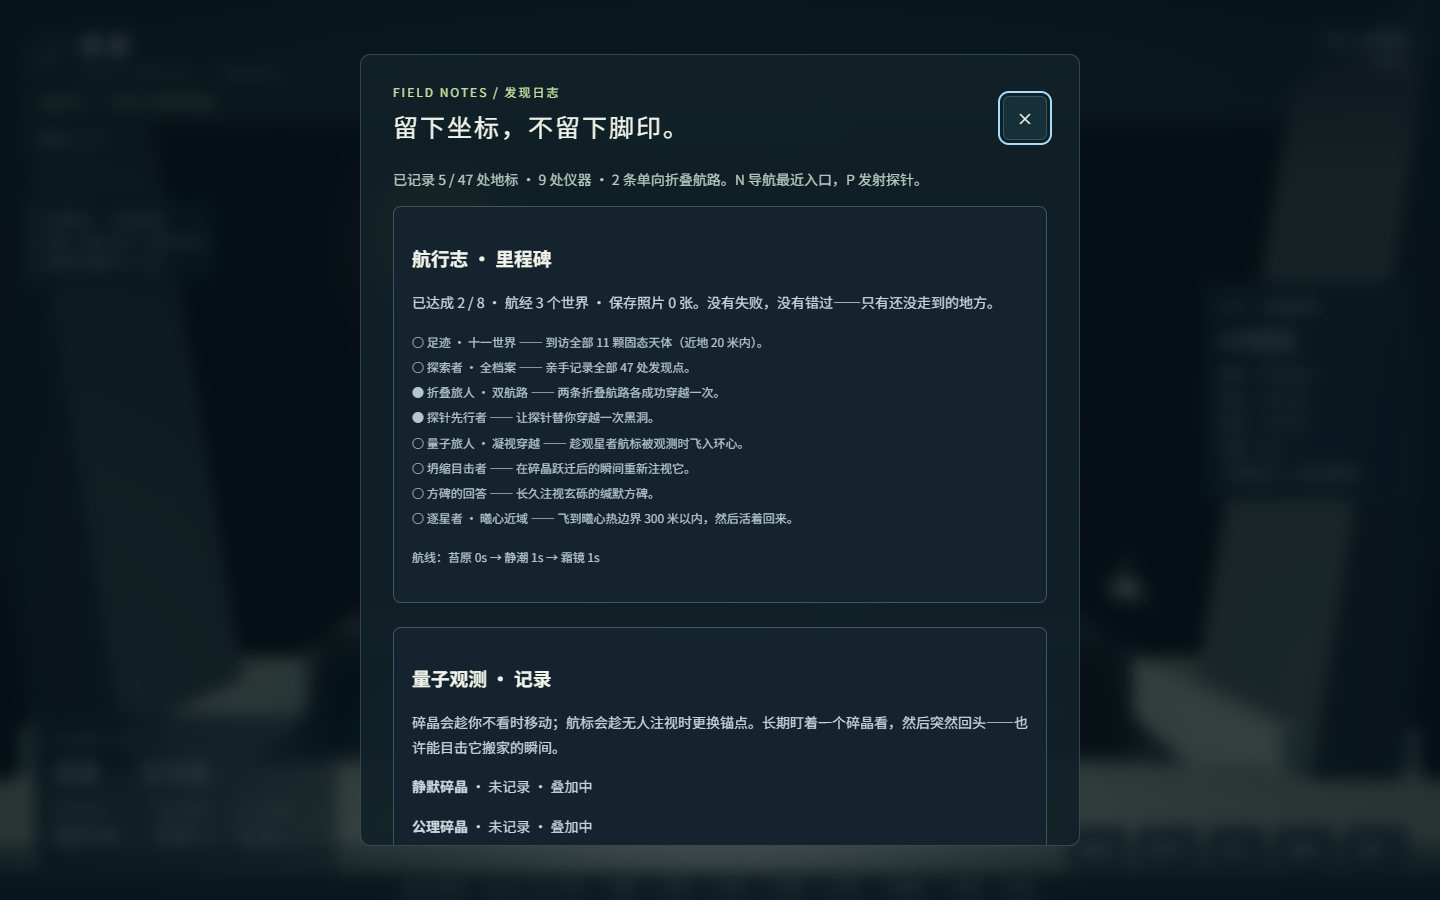 FIELD NOTES / 发现日志
留下坐标，不留下脚印。
×
已记录 5 / 47 处地标 · 9 处仪器 · 2 条单向折叠航路。N 导航最近入口，P 发射探针。
航行志 · 里程碑
已达成 2 / 8 · 航经 3 个世界 · 保存照片 0 张。没有失败，没有错过——只有还没走到的地方。
○ 足迹 · 十一世界 —— 到访全部 11 颗固态天体（近地 20 米内）。
○ 探索者 · 全档案 —— 亲手记录全部 47 处发现点。
● 折叠旅人 · 双航路 —— 两条折叠航路各成功穿越一次。
● 探针先行者 —— 让探针替你穿越一次黑洞。
○ 量子旅人 · 凝视穿越 —— 趁观星者航标被观测时飞入环心。
○ 坍缩目击者 —— 在碎晶跃迁后的瞬间重新注视它。
○ 方碑的回答 —— 长久注视玄砾的缄默方碑。
○ 逐星者 · 曦心近域 —— 飞到曦心热边界 300 米以内，然后活着回来。
航线：苔原 0s → 静潮 1s → 霜镜 1s
量子观测 · 记录
碎晶会趁你不看时移动；航标会趁无人注视时更换锚点。长期盯着一个碎晶看，然后突然回头——也
许能目击它搬家的瞬间。
静默碎晶 · 未记录 · 叠加中
公理碎晶 · 未记录 · 叠加中